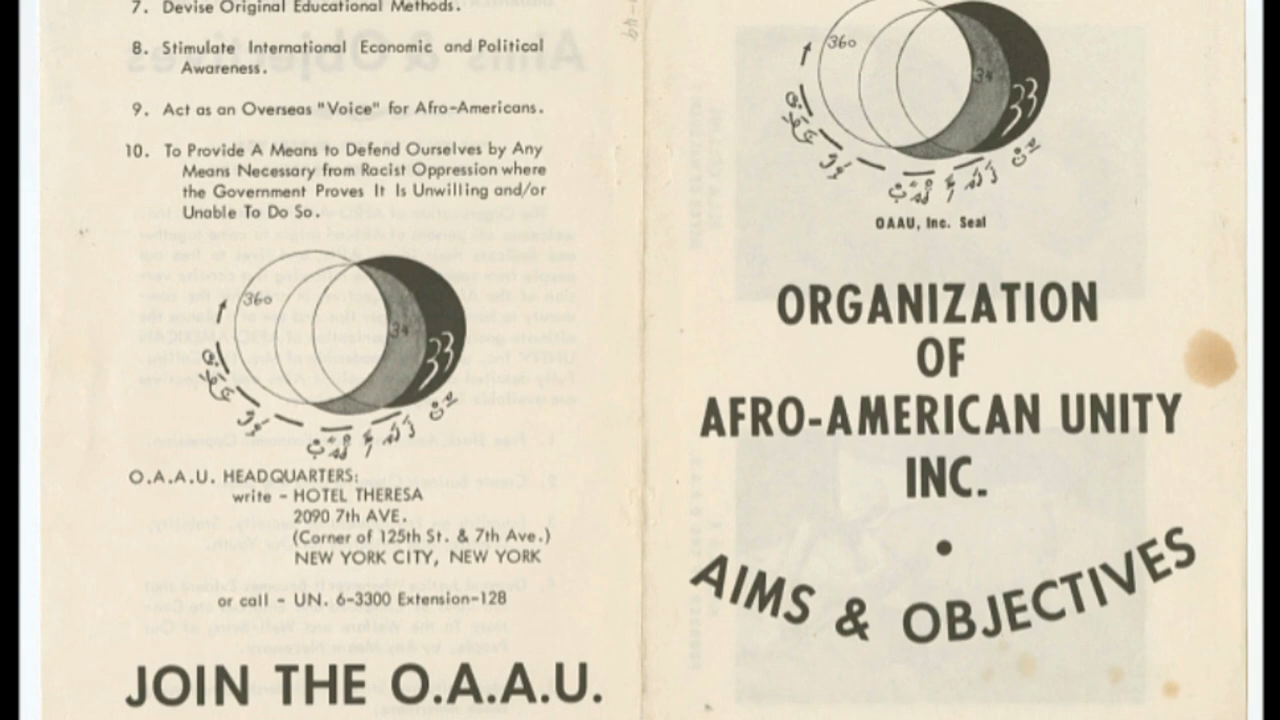 7. Devise Original Educational Methods.
8. Stimulate International Economic and Political
Awareness.
9. Act as an Overseas "Voice" for Afro-Americans.
10. To Provide A Means to Defend Ourselves by Any
Means Necessary from Racist Oppression where
the Government Proves It Is Unwilling and/or
Unable To Do So.
360
34
33
O.A.A.U. HEADQUARTERS:
write - HOTEL THERESA
2090 7th AVE.
(Corner of 125th St. & 7th Ave.)
NEW YORK CITY, NEW YORK
or call - UN. 6-3300 Extension-128
JOIN THE O.A.A.U.
360
34
33
OAAU, Inc. Seal
ORGANIZATION
OF
AFRO-AMERICAN UNITY
INC.
•
AIMS & OBJECTIVES